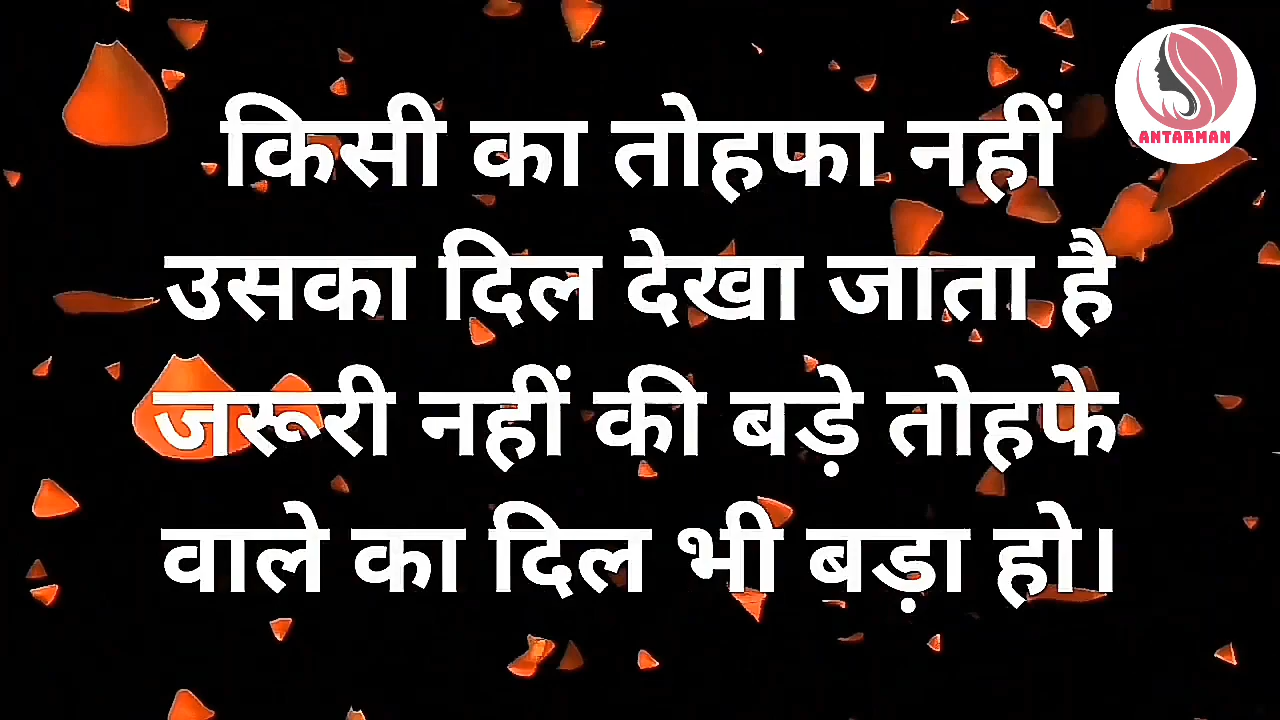 ANTARMAN
किसी का तोहफा नहीं
उसका दिल देखा जाता है
जरूरी नहीं की बड़े तोहफे
वाले का दिल भी बड़ा हो।